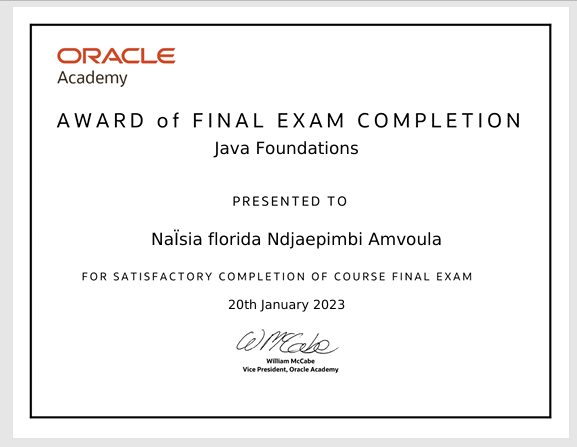 ORACLE
Academy
AWARD of FINAL EXAM COMPLETION
Java Foundations
PRESENTED TO
NaÏsia florida Ndjaepimbi Amvoula
FOR SATISFACTORY COMPLETION OF COURSE FINAL EXAM
20th January 2023
W McCabe
William McCabe
Vice President, Oracle Academy